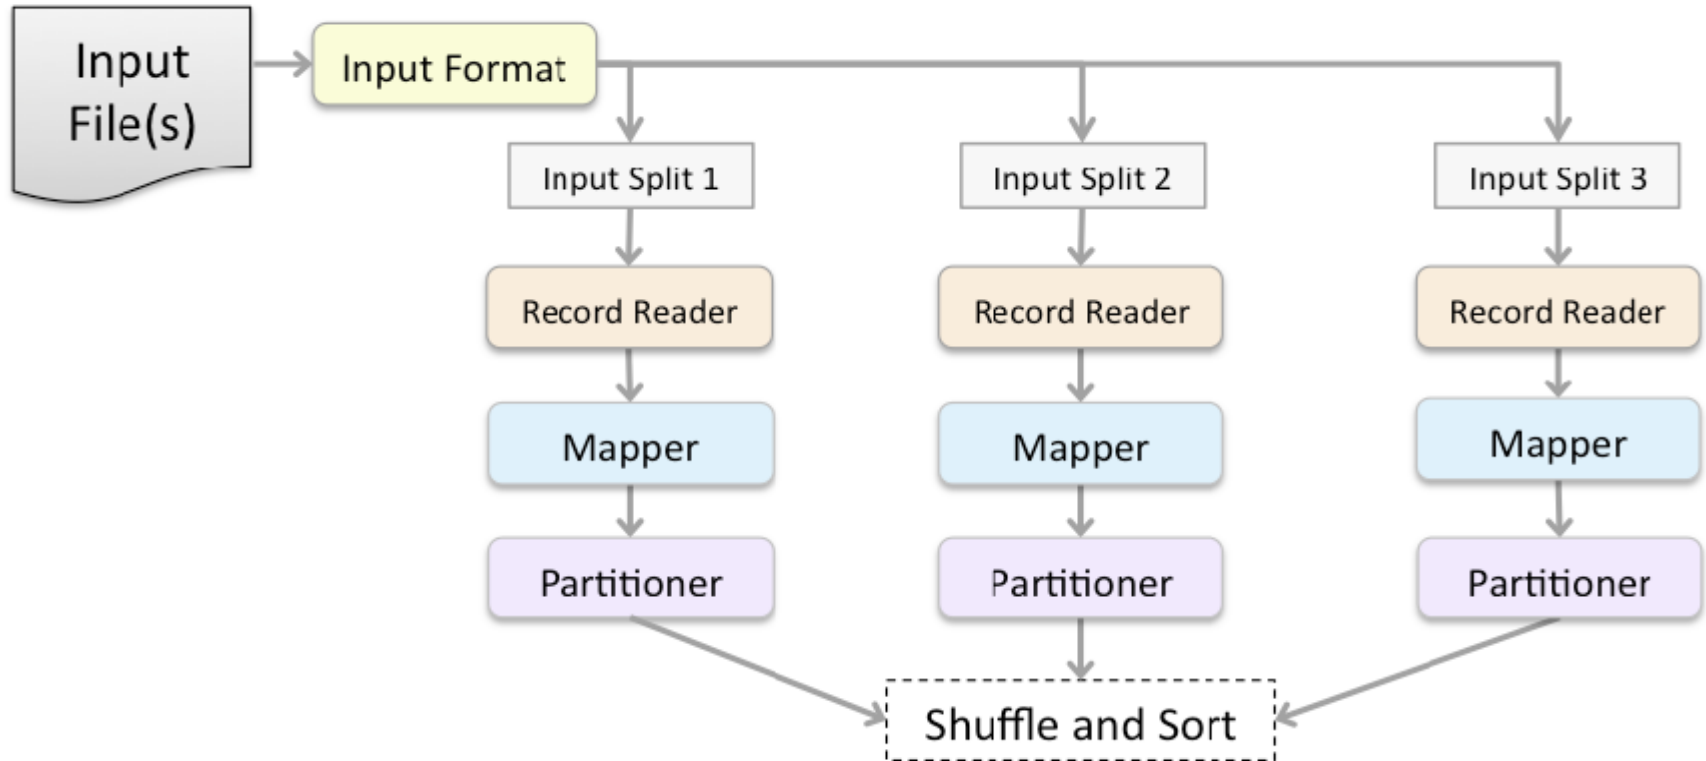 Input
File(s)
Input Format
Input Split 1
Input Split 2
Input Split 3
Record Reader
Record Reader
Record Reader
Mapper
Mapper
Mapper
Partitioner
Partitioner
Partitioner
Shuffle and Sort